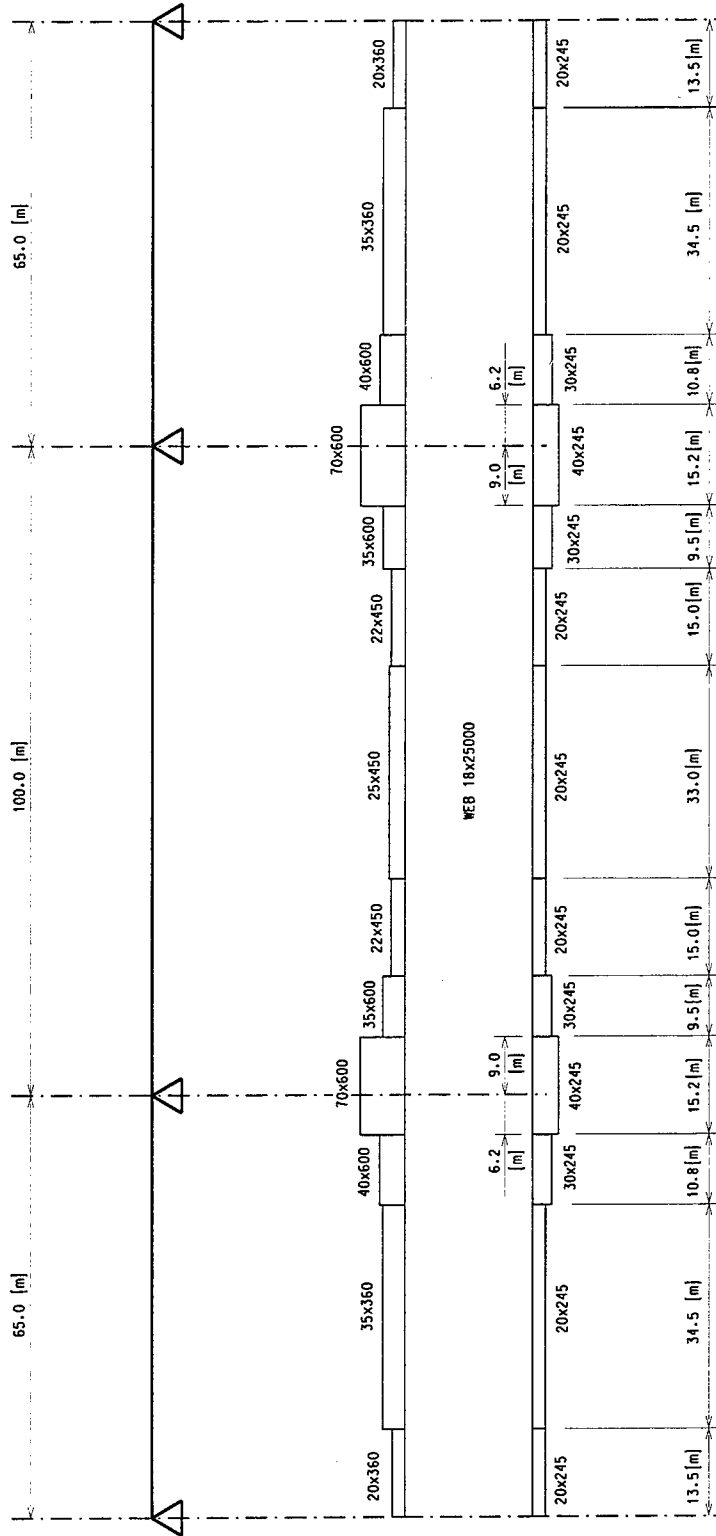 65.0 [m]
100.0 [m]
65.0 [m]
20x360
35x360
40x600
70x600
35x600
22x450
25x450
22x450
35x600
70x600
40x600
35x360
20x360
6.2 [m]
9.0 [m]
WEB 18x25000
9.0 [m]
6.2 [m]
20x245
20x245
30x245
40x245
30x245
20x245
20x245
20x245
30x245
40x245
30x245
20x245
20x245
13.5[m]
34.5 [m]
10.8[m]
15.2[m]
9.5[m]
15.0[m]
33.0[m]
15.0[m]
9.5[m]
15.2[m]
10.8[m]
34.5 [m]
13.5[m]